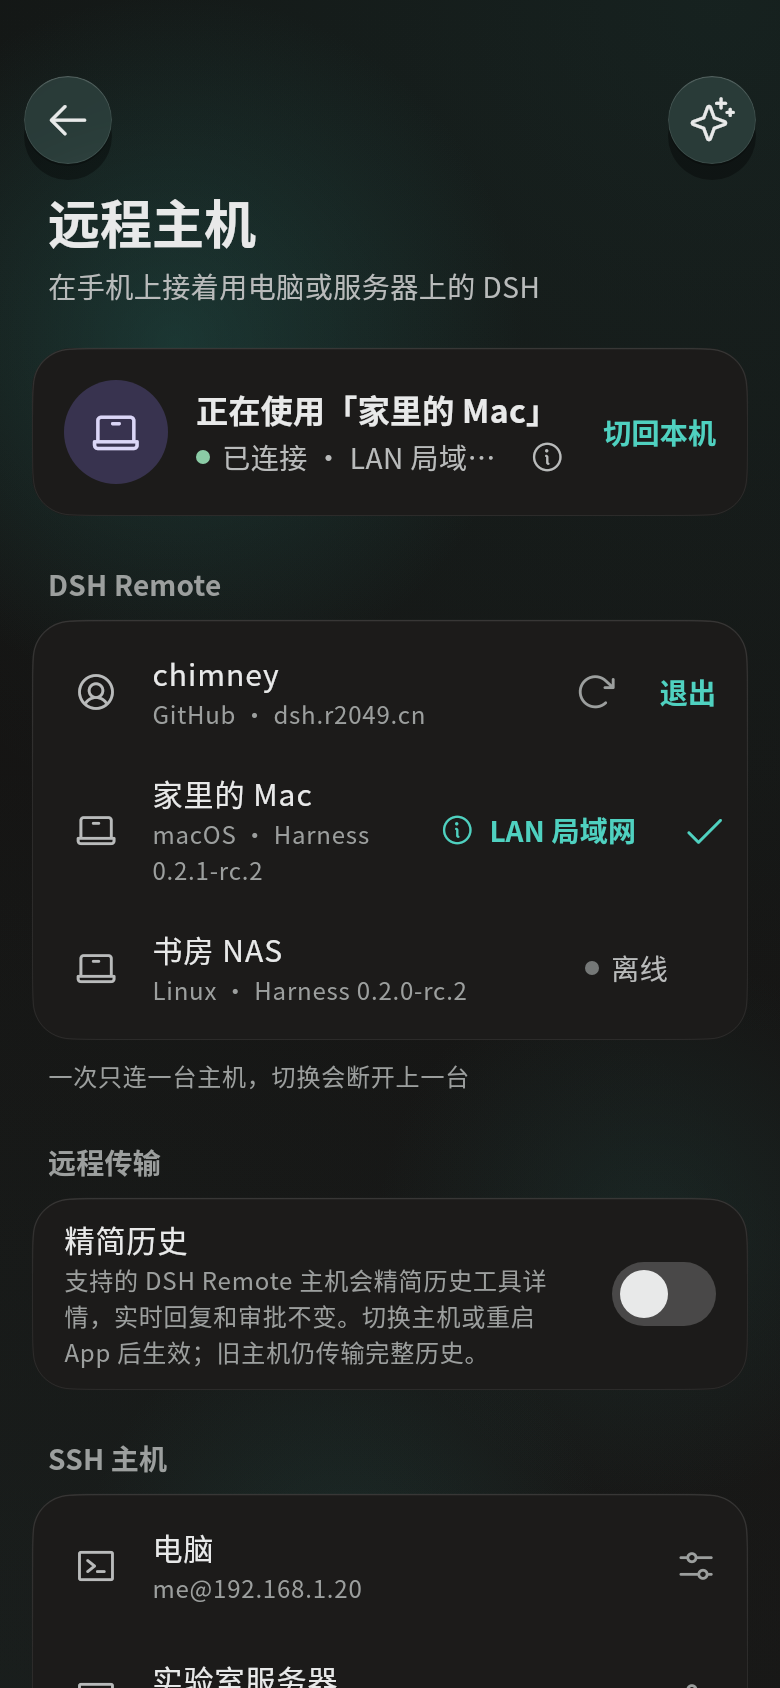 远程主机
在手机上接着用电脑或服务器上的 DSH
正在使用「家里的 Mac」
已连接 · LAN 局域…
切回本机
DSH Remote
chimney
GitHub · dsh.r2049.cn
退出
家里的 Mac
macOS · Harness
0.2.1-rc.2
LAN 局域网
书房 NAS
Linux · Harness 0.2.0-rc.2
离线
一次只连一台主机，切换会断开上一台
远程传输
精简历史
支持的 DSH Remote 主机会精简历史工具详
情，实时回复和审批不变。切换主机或重启
App 后生效；旧主机仍传输完整历史。
SSH 主机
电脑
me@192.168.1.20
实验室服务器